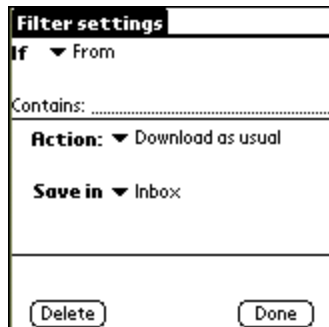 Filter settings
If From
Contains:
Action: Download as usual
Save in Inbox
Delete Done